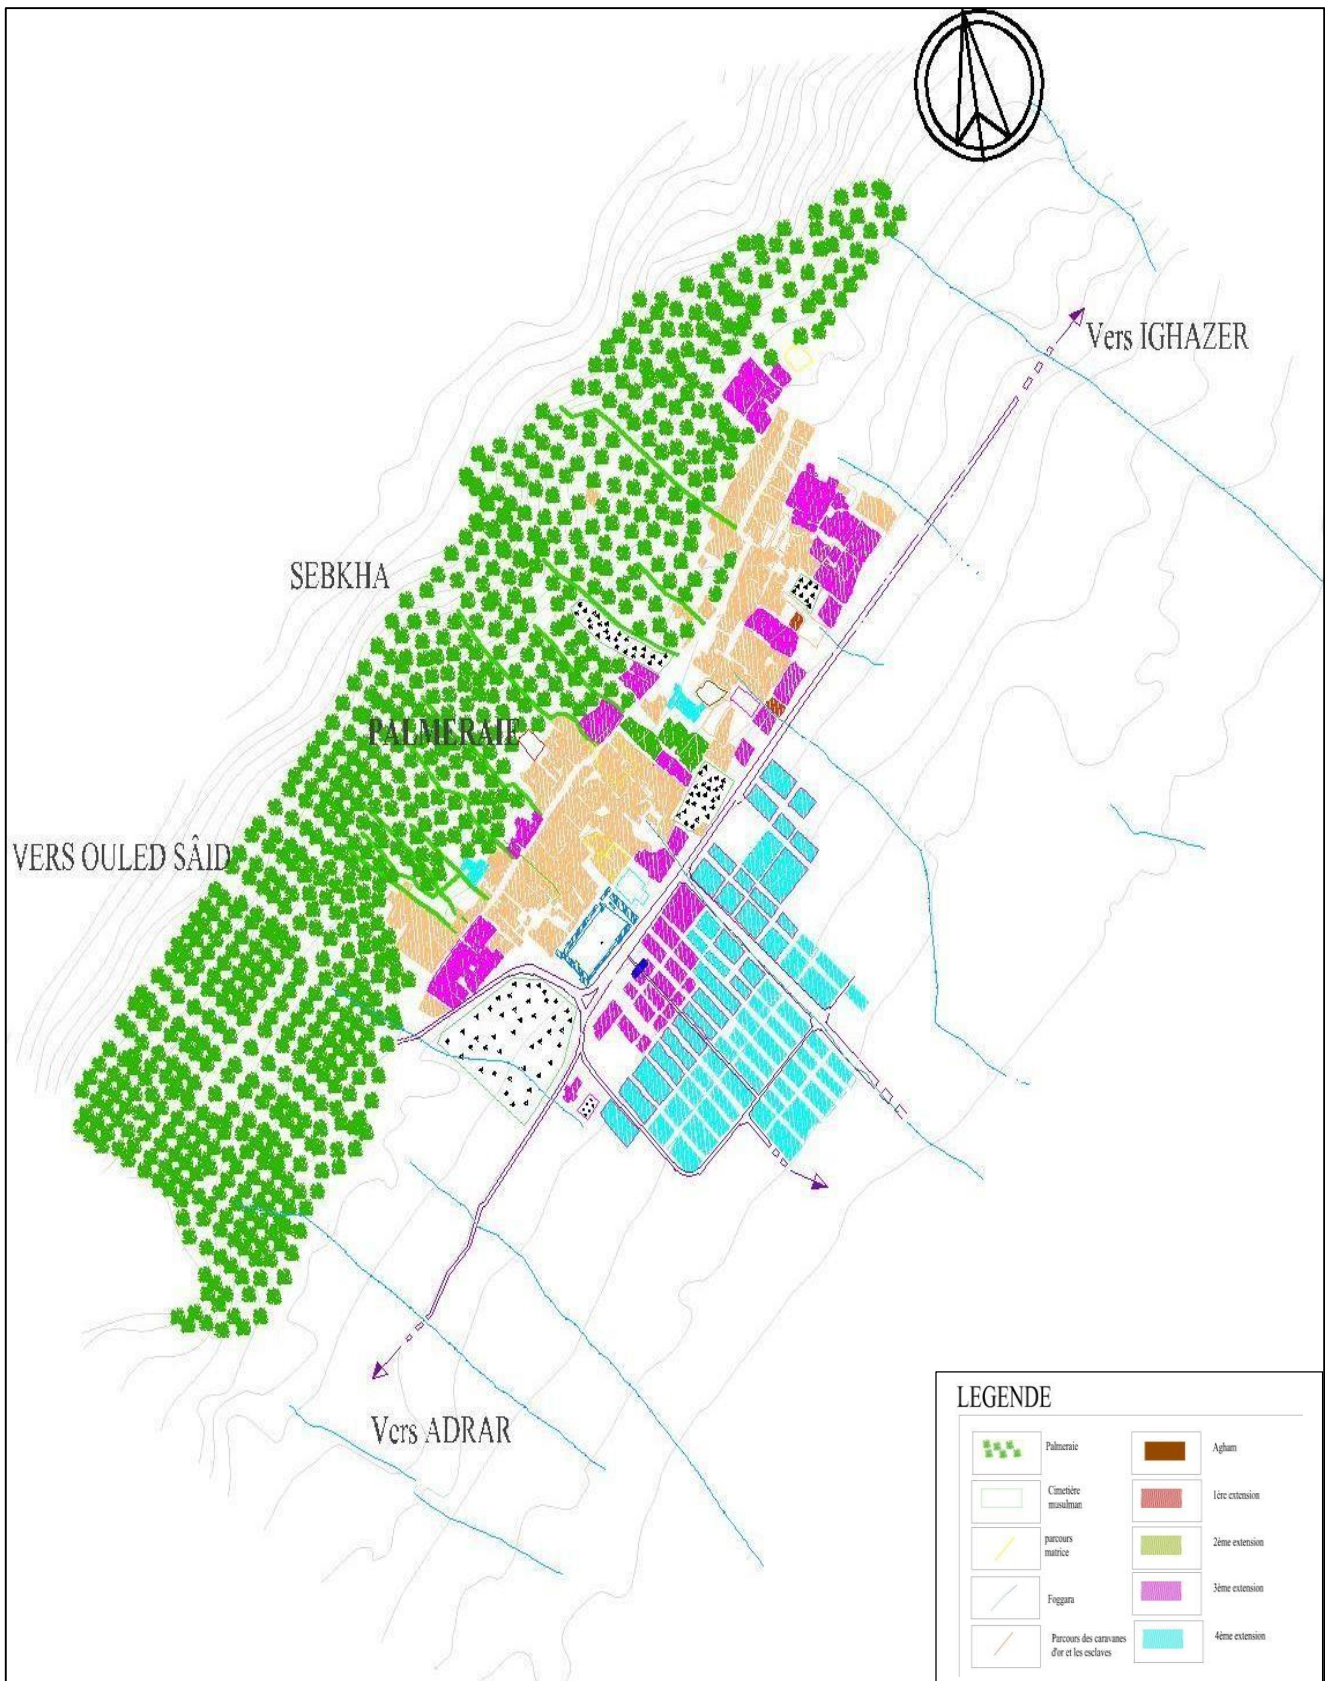 Vers IGHAZER
SEBKHA
PALMERAIE
VERS OULED SÂID
Vers ADRAR
LEGENDE
Palmeraie
Cimetière
musulman
parcours
matrice
Foggara
Parcours des caravanes
d'or et les esclaves
Agham
1ére extension
2ème extension
3ème extension
4ème extension